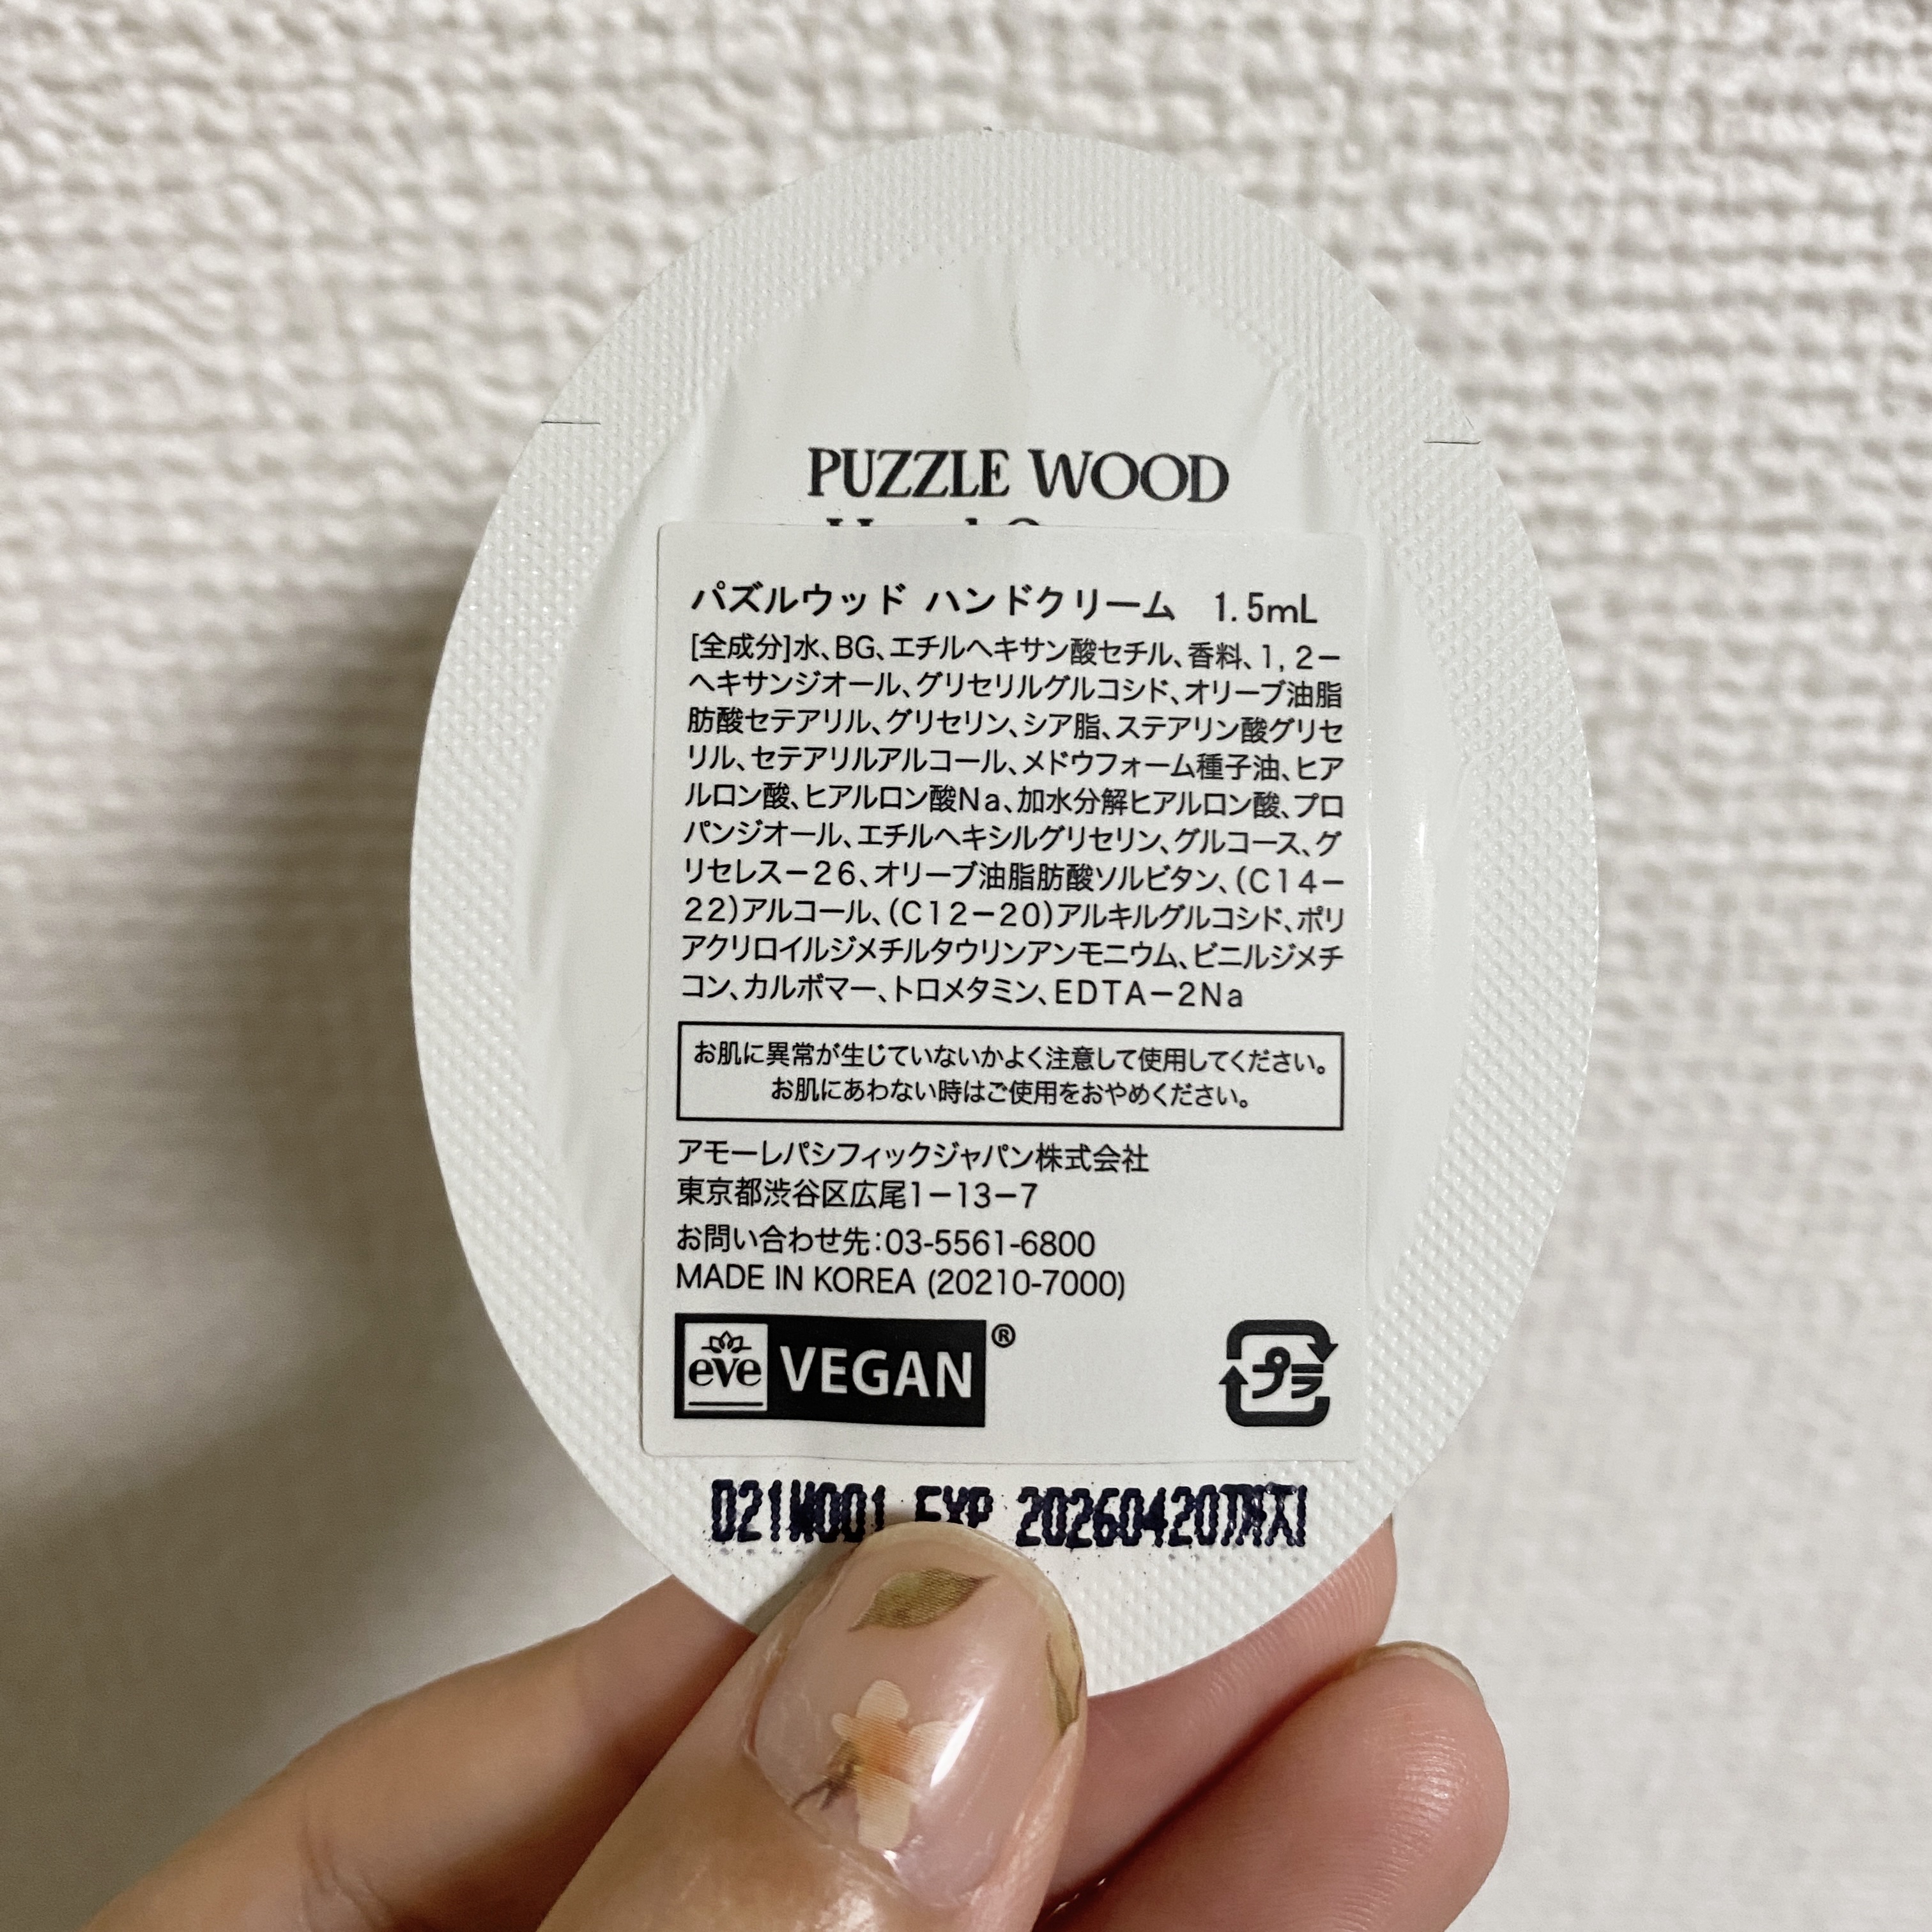 PUZZLE WOOD
パズルウッド ハンドクリーム 1.5mL
[全成分]水、BG、エチルヘキサン酸セチル、香料、1,2－
ヘキサンジオール、グリセリルグルコシド、オリーブ油脂
肪酸セテアリル、グリセリン、シア脂、ステアリン酸グリセ
リル、セテアリルアルコール、メドウフォーム種子油、ヒア
ルロン酸、ヒアルロン酸Na、加水分解ヒアルロン酸、プロ
パンジオール、エチルヘキシルグリセリン、グルコース、グ
リセレス－26、オリーブ油脂肪酸ソルビタン、(C14－
22)アルコール、(C12－20)アルキルグルコシド、ポリ
アクリロイルジメチルタウリンアンモニウム、ビニルジメチ
コン、カルボマー、トロメタミン、EDTA－2Na
お肌に異常が生じていないかよく注意して使用してください。
お肌にあわない時はご使用をおやめください。
アモーレパシフィックジャパン株式会社
東京都渋谷区広尾1－13－7
お問い合わせ先:03-5561-6800
MADE IN KOREA (20210-7000)
eve VEGAN®
プラ
EXP 20260420까지